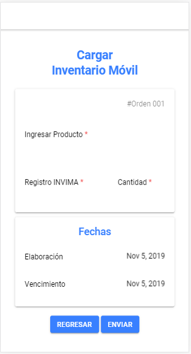 Cargar
Inventario Móvil
#Orden 001
Ingresar Producto *
Registro INVIMA *
Cantidad *
Fechas
Elaboración
Nov 5, 2019
Vencimiento
Nov 5, 2019
REGRESAR
ENVIAR